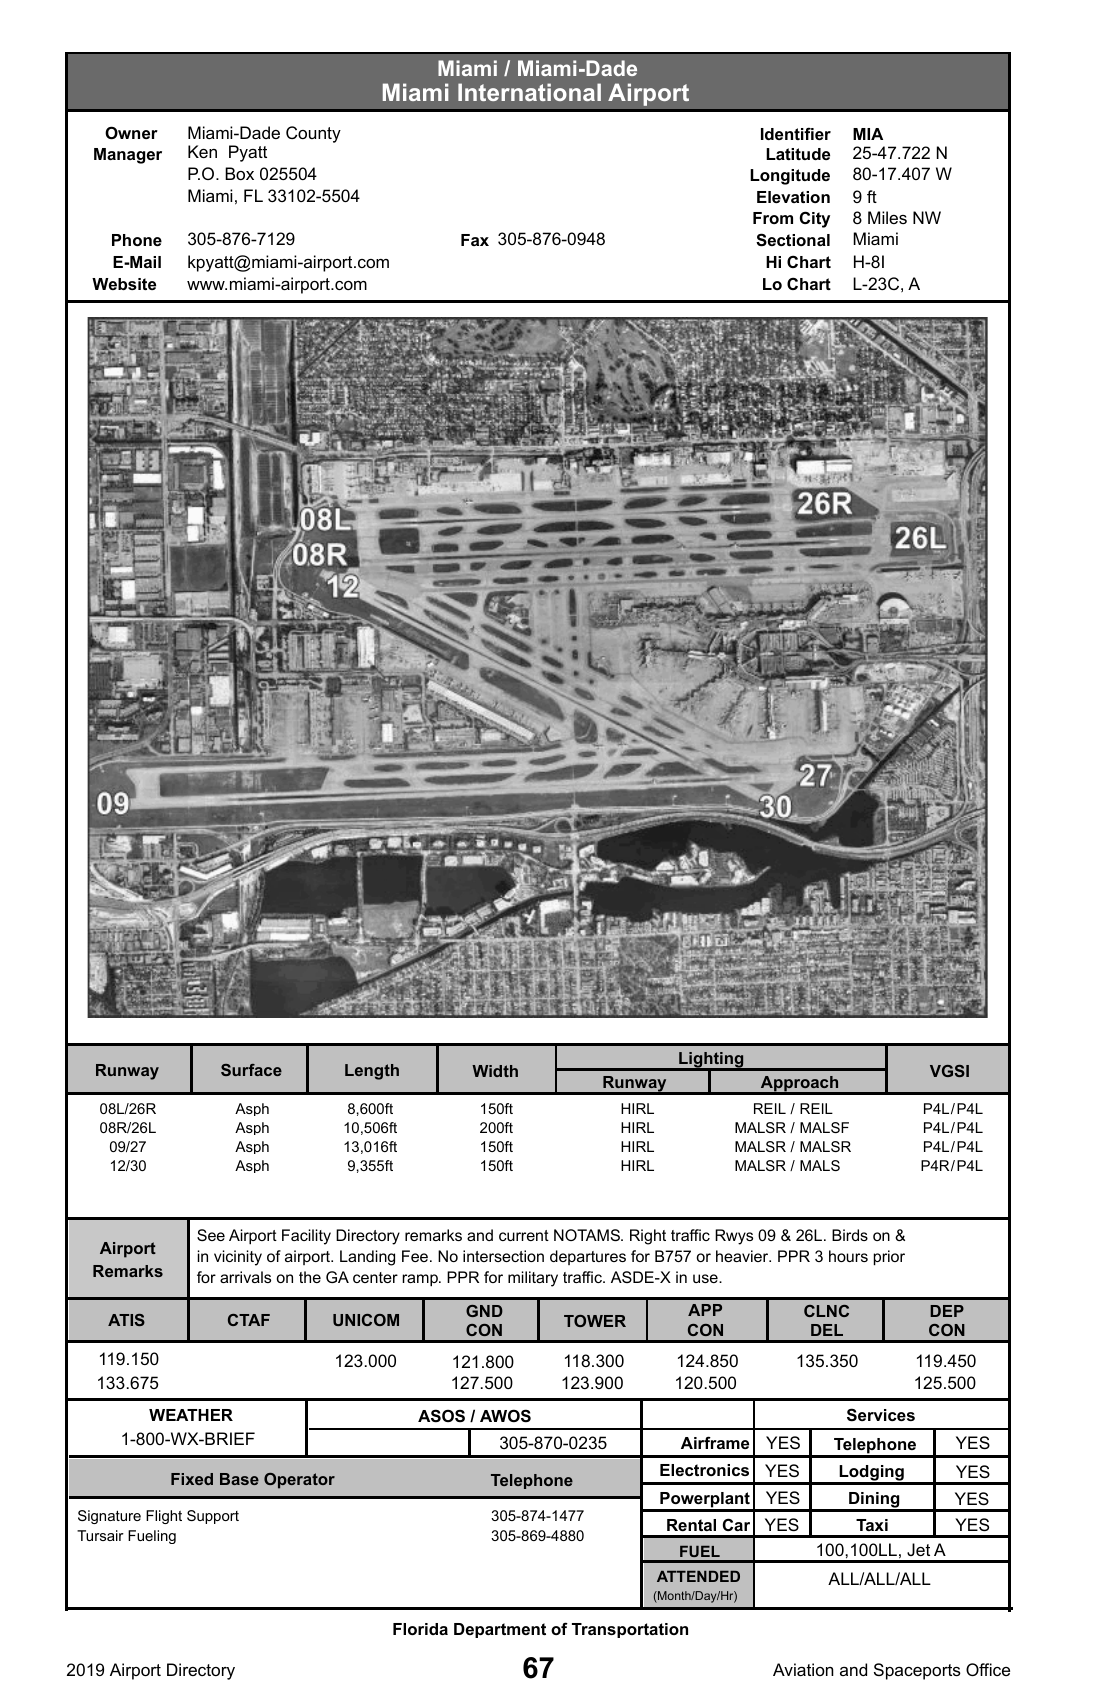 Miami / Miami-Dade
Miami International Airport
Owner Miami-Dade County
Manager Ken Pyatt
P.O. Box 025504
Miami, FL 33102-5504
Phone 305-876-7129 Fax 305-876-0948
E-Mail kpyatt@miami-airport.com
Website www.miami-airport.com
Identifier MIA
Latitude 25-47.722 N
Longitude 80-17.407 W
Elevation 9 ft
From City 8 Miles NW
Sectional Miami
Hi Chart H-8I
Lo Chart L-23C, A
26R
08L
26L
08R
12
27
09
30
Runway Surface Length Width Lighting VGSI
Runway Approach
08L/26R Asph 8,600ft 150ft HIRL REIL / REIL P4L/P4L
08R/26L Asph 10,506ft 200ft HIRL MALSR / MALSF P4L/P4L
09/27 Asph 13,016ft 150ft HIRL MALSR / MALSR P4L/P4L
12/30 Asph 9,355ft 150ft HIRL MALSR / MALS P4R/P4L
Airport
Remarks
See Airport Facility Directory remarks and current NOTAMS. Right traffic Rwys 09 & 26L. Birds on &
in vicinity of airport. Landing Fee. No intersection departures for B757 or heavier. PPR 3 hours prior
for arrivals on the GA center ramp. PPR for military traffic. ASDE-X in use.
ATIS CTAF UNICOM GND CON TOWER APP CON CLNC DEL DEP CON
119.150 123.000 121.800 118.300 124.850 135.350 119.450
133.675 127.500 123.900 120.500 125.500
WEATHER
1-800-WX-BRIEF
ASOS / AWOS
305-870-0235
Fixed Base Operator Telephone
Signature Flight Support 305-874-1477
Tursair Fueling 305-869-4880
Services
Airframe YES Telephone YES
Electronics YES Lodging YES
Powerplant YES Dining YES
Rental Car YES Taxi YES
FUEL 100,100LL, Jet A
ATTENDED ALL/ALL/ALL
(Month/Day/Hr)
Florida Department of Transportation
2019 Airport Directory 67 Aviation and Spaceports Office